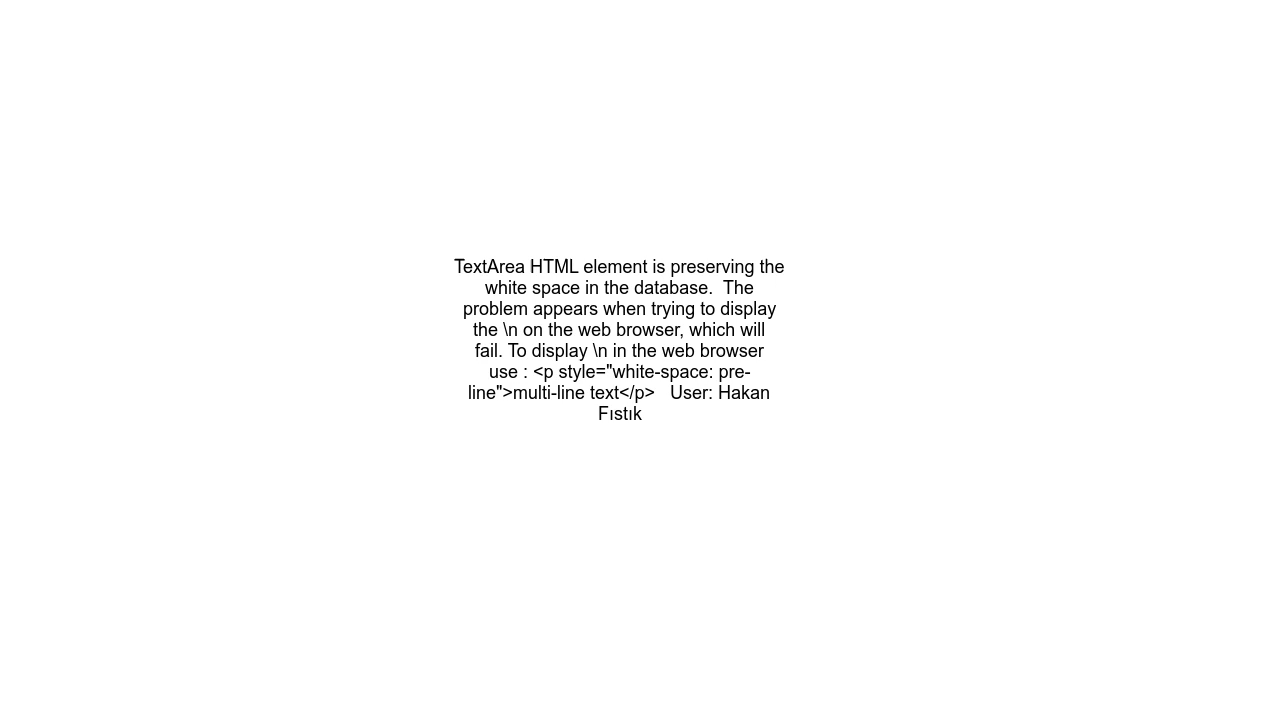 TextArea HTML element is preserving the
white space in the database.  The
problem appears when trying to display
the \n on the web browser, which will
fail. To display \n in the web browser
use : <p style="white-space: pre-
line">multi-line text</p>   User: Hakan
Fıstık